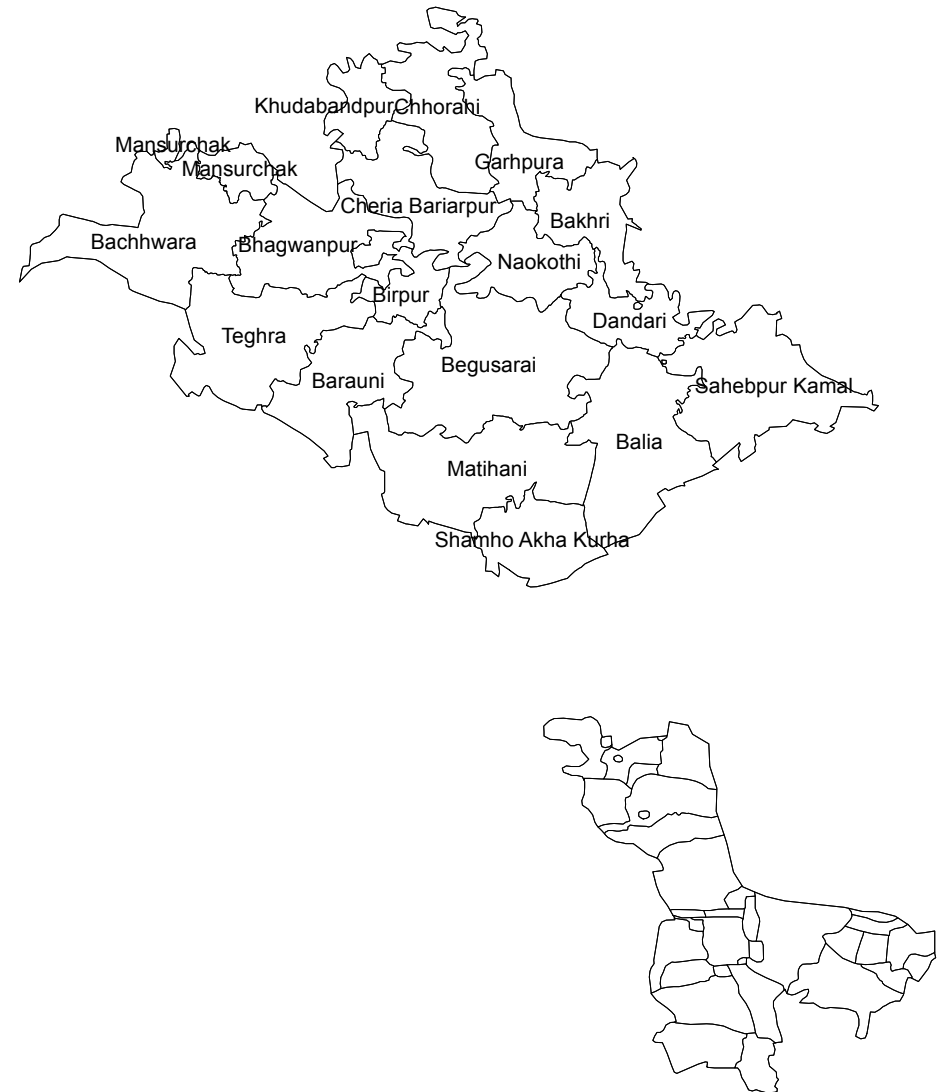 Khudabandpur
Chhorahi
Mansurchak
Mansurchak
Garhpura
Cheria Bariarpur
Bakhri
Bachhwara
Bhagwanpur
Naokothi
Birpur
Dandari
Teghra
Begusarai
Barauni
Sahebpur Kamal
Balia
Matihani
Shamho Akha Kurha